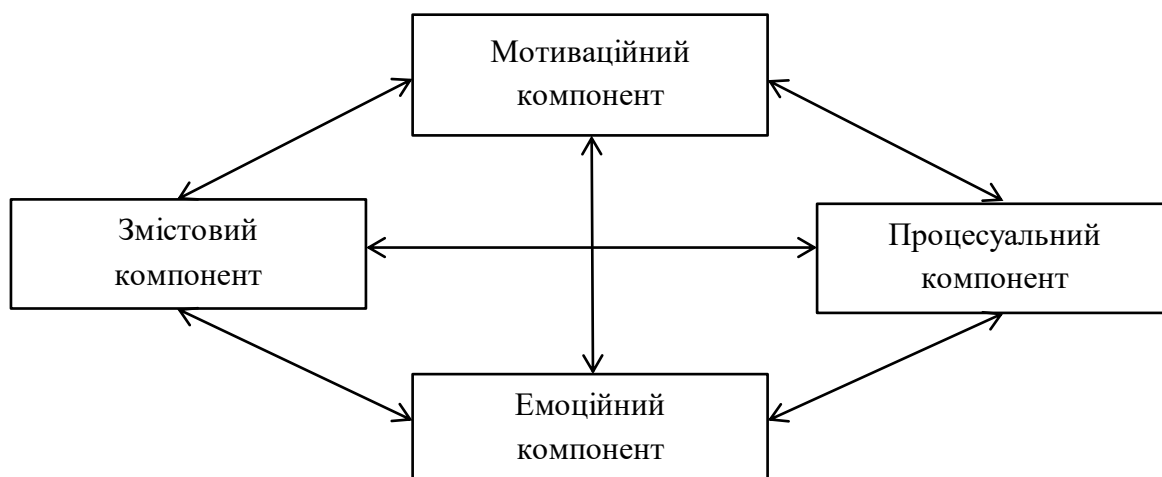 Мотиваційний
компонент
Змістовий
компонент
Процесуальний
компонент
Емоційний
компонент